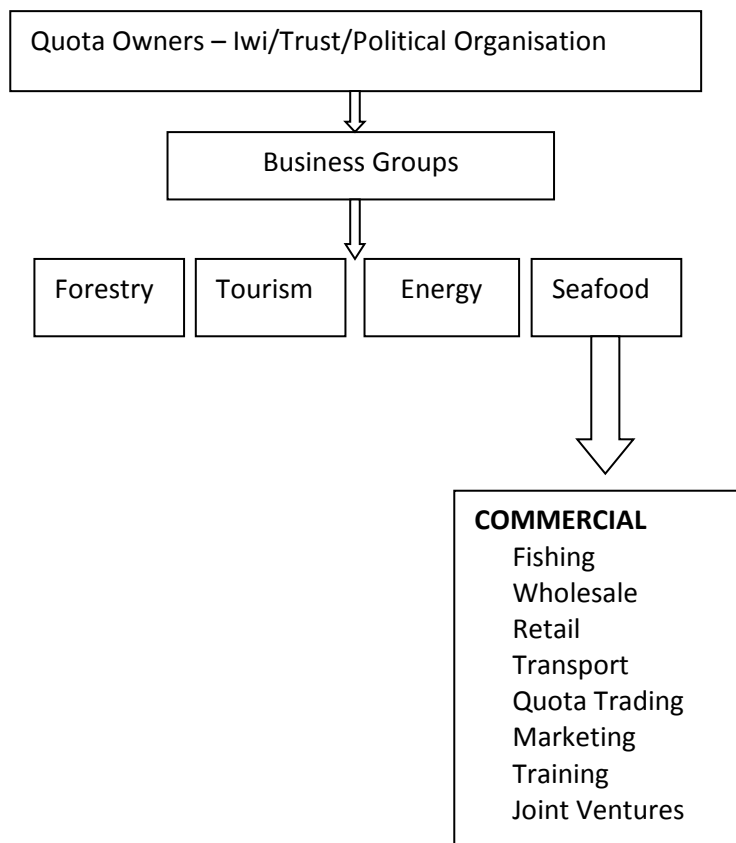 Quota Owners – Iwi/Trust/Political Organisation
Business Groups
Forestry
Tourism
Energy
Seafood
COMMERCIAL
Fishing
Wholesale
Retail
Transport
Quota Trading
Marketing
Training
Joint Ventures